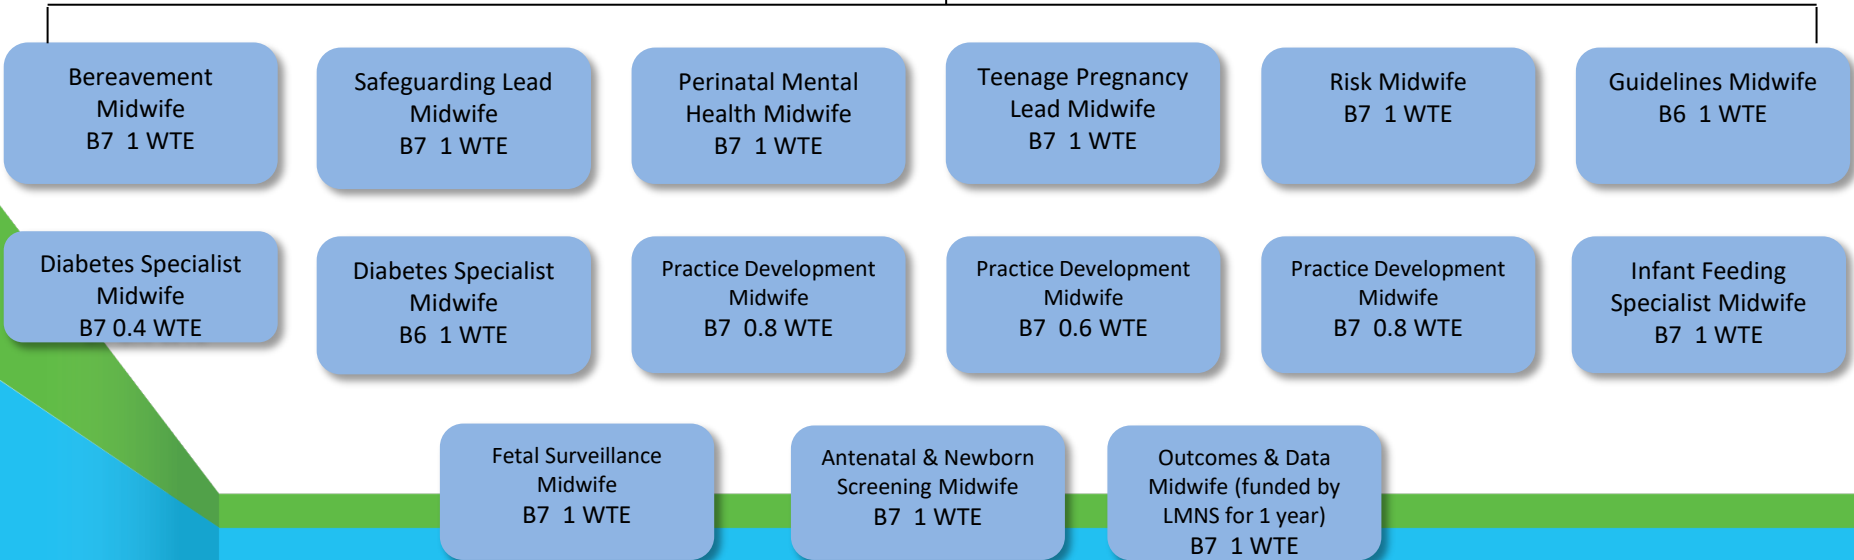 Bereavement
Midwife
B7 1 WTE
Safeguarding Lead
Midwife
B7 1 WTE
Perinatal Mental
Health Midwife
B7 1 WTE
Teenage Pregnancy
Lead Midwife
B7 1 WTE
Risk Midwife
B7 1 WTE
Guidelines Midwife
B6 1 WTE
Diabetes Specialist
Midwife
B7 0.4 WTE
Diabetes Specialist
Midwife
B6 1 WTE
Practice Development
Midwife
B7 0.8 WTE
Practice Development
Midwife
B7 0.6 WTE
Practice Development
Midwife
B7 0.8 WTE
Infant Feeding
Specialist Midwife
B7 1 WTE
Fetal Surveillance
Midwife
B7 1 WTE
Antenatal & Newborn
Screening Midwife
B7 1 WTE
Outcomes & Data
Midwife (funded by
LMNS for 1 year)
B7 1 WTE